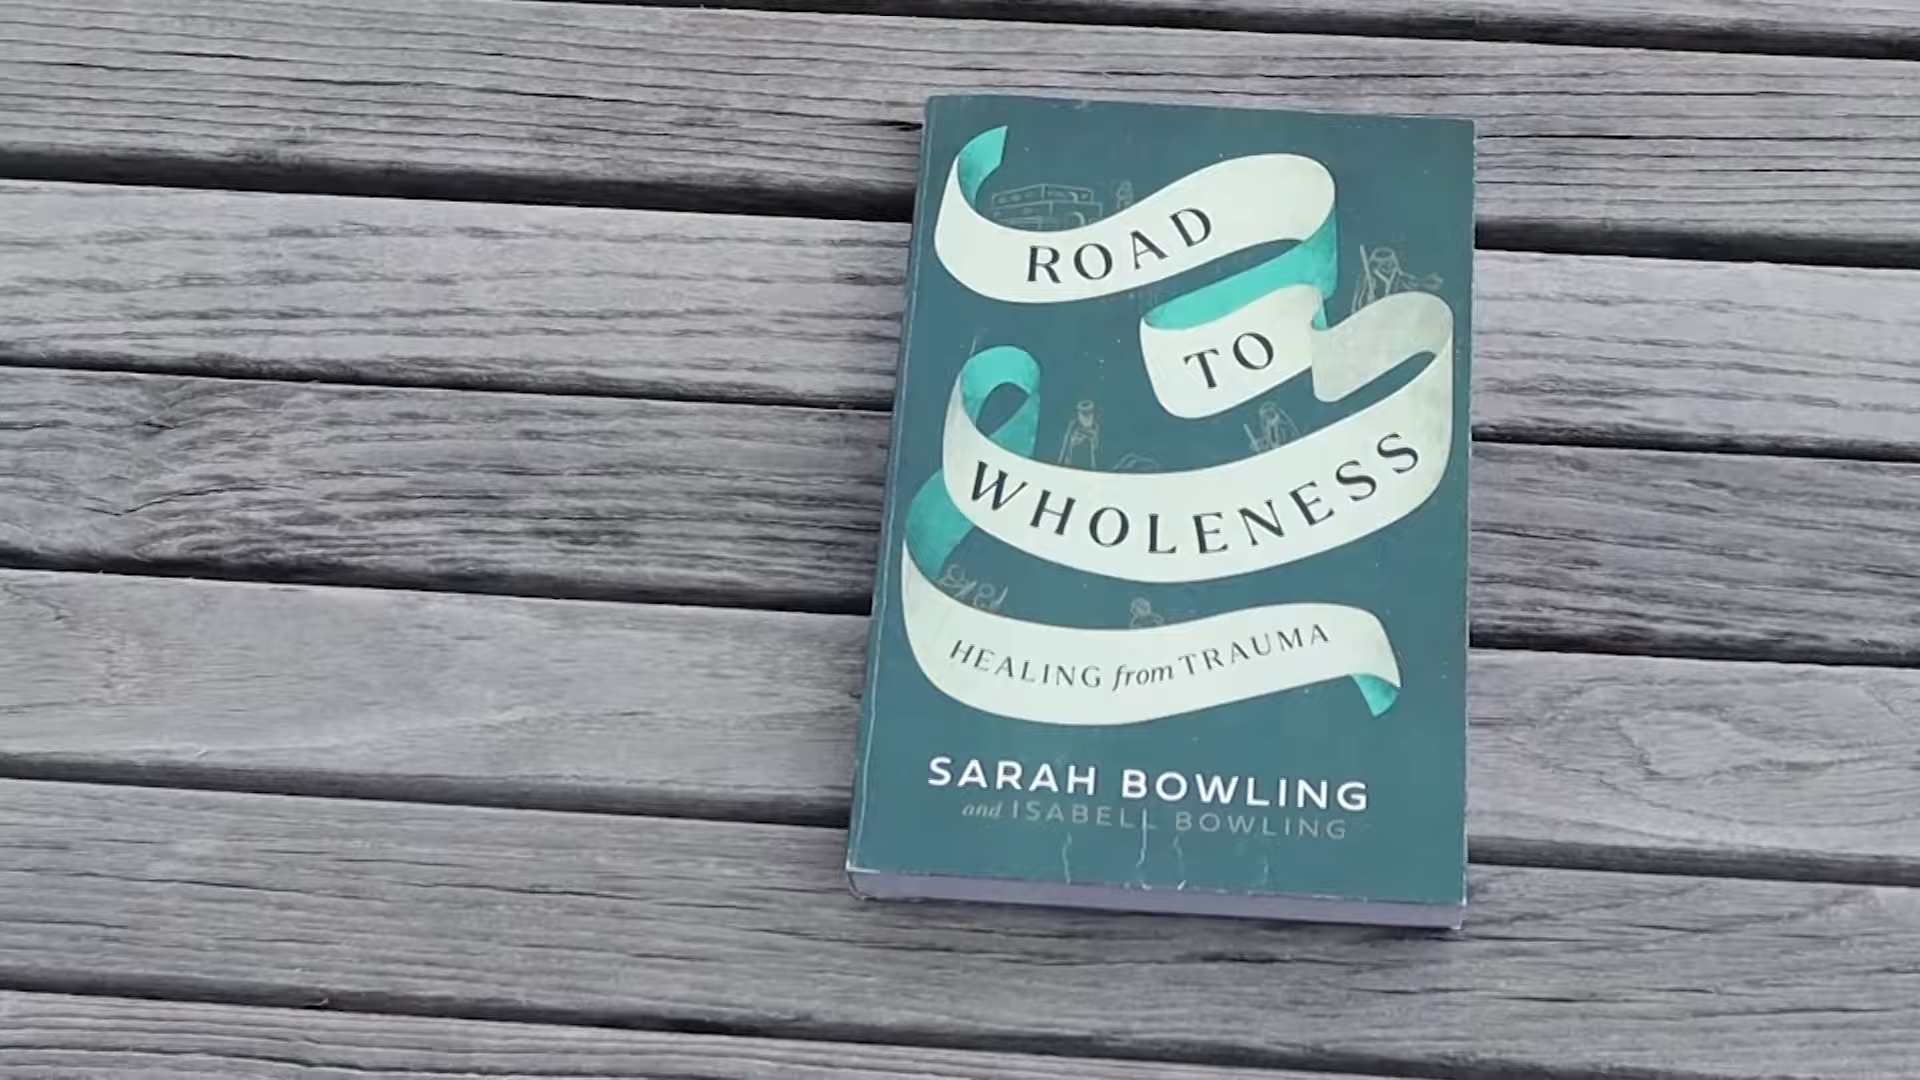 ROAD
TO
WHOLENESS
HEALING from TRAUMA
SARAH BOWLING
and ISABELL BOWLING